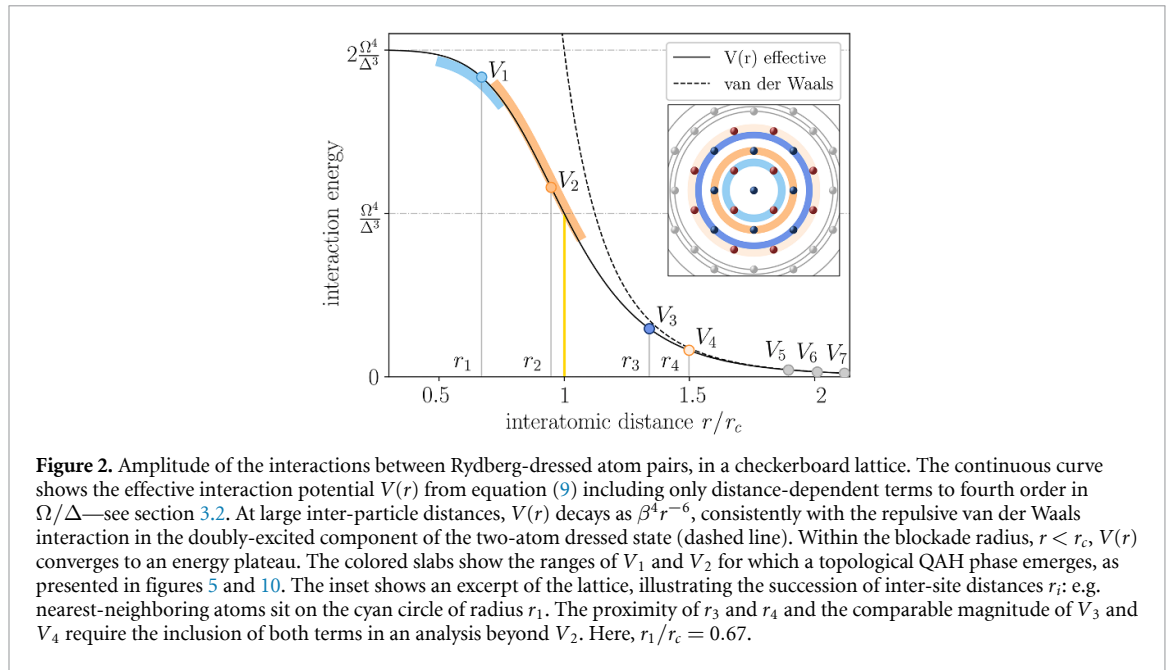 2Ω⁴/Δ³
Ω⁴/Δ³
0
interaction energy
V₁
V₂
V₃
V₄
V₅ V₆ V₇
V(r) effective
van der Waals
r₁ r₂ r₃ r₄
0.5 1 1.5 2
interatomic distance r/r_c
Figure 2. Amplitude of the interactions between Rydberg-dressed atom pairs, in a checkerboard lattice. The continuous curve
shows the effective interaction potential V(r) from equation (9) including only distance-dependent terms to fourth order in
Ω/Δ—see section 3.2. At large inter-particle distances, V(r) decays as β⁴r⁻⁶, consistently with the repulsive van der Waals
interaction in the doubly-excited component of the two-atom dressed state (dashed line). Within the blockade radius, r < r_c, V(r)
converges to an energy plateau. The colored slabs show the ranges of V₁ and V₂ for which a topological QAH phase emerges, as
presented in figures 5 and 10. The inset shows an excerpt of the lattice, illustrating the succession of inter-site distances rᵢ: e.g.
nearest-neighboring atoms sit on the cyan circle of radius r₁. The proximity of r₃ and r₄ and the comparable magnitude of V₃ and
V₄ require the inclusion of both terms in an analysis beyond V₂. Here, r₁/r_c = 0.67.